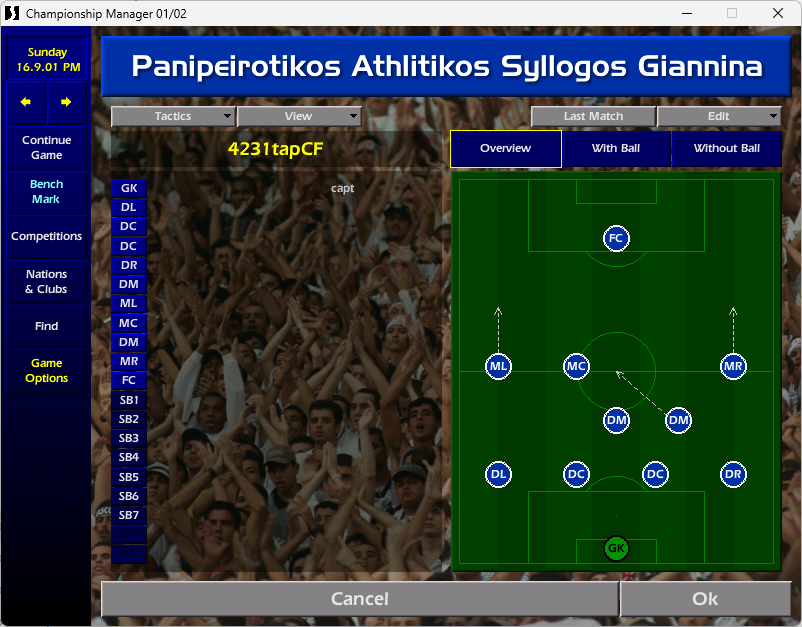 Championship Manager 01/02
Sunday
16.9.01 PM
Continue
Game
Bench
Mark
Competitions
Nations
& Clubs
Find
Game
Options
Panipeirotikos Athlitikos Syllogos Giannina
Tactics
View
Last Match
Edit
4231tapCF
Overview
With Ball
Without Ball
GK
capt
DL
DC
DC
DR
DM
ML
MC
DM
MR
FC
SB1
SB2
SB3
SB4
SB5
SB6
SB7
FC
ML
MC
MR
DM
DM
DL
DC
DC
DR
GK
Cancel
Ok